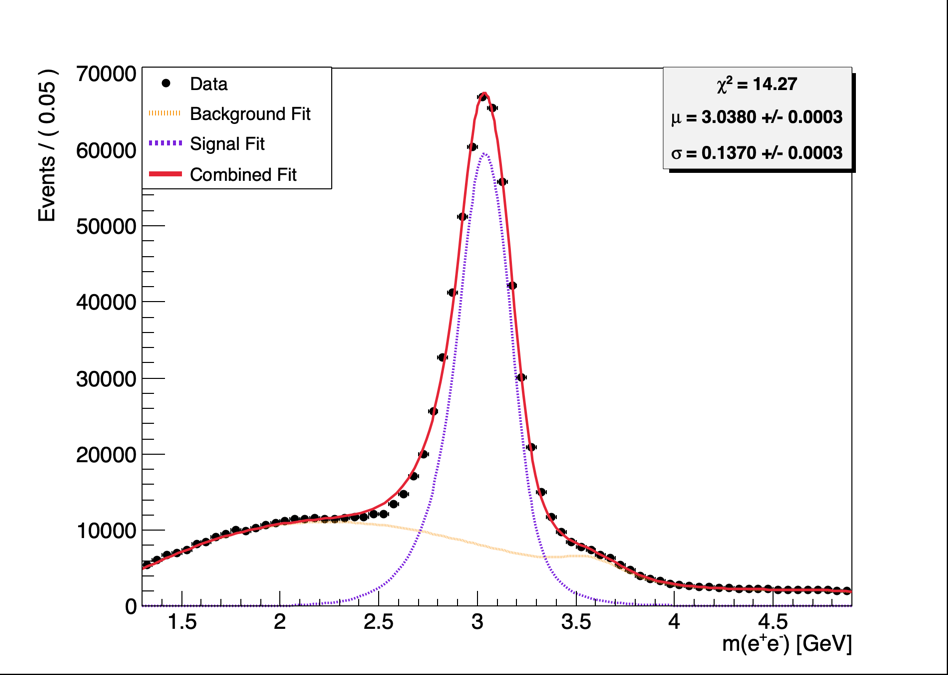 Events / ( 0.05 )
70000
60000
50000
40000
30000
20000
10000
0
Data
Background Fit
Signal Fit
Combined Fit
χ² = 14.27
μ = 3.0380 +/- 0.0003
σ = 0.1370 +/- 0.0003
1.5 2 2.5 3 3.5 4 4.5
m(e⁺e⁻) [GeV]